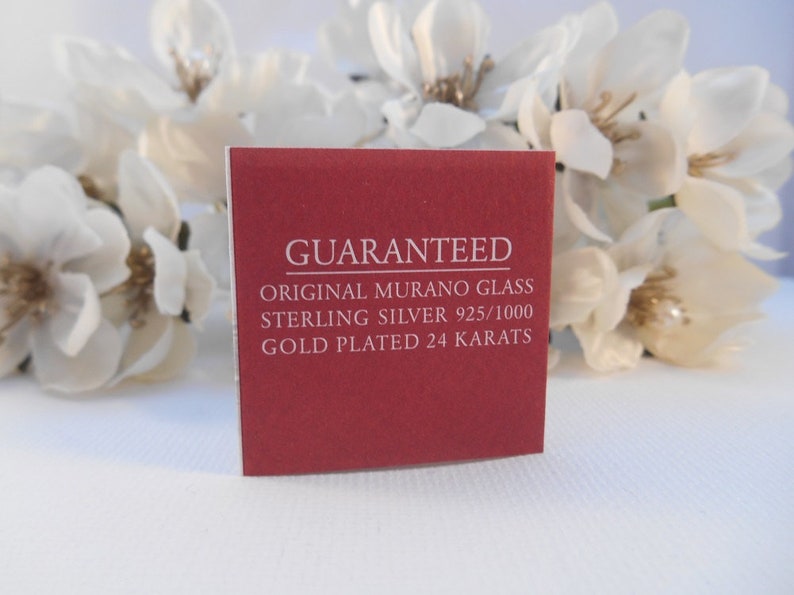 GUARANTEED
ORIGINAL MURANO GLASS
STERLING SILVER 925/1000
GOLD PLATED 24 KARATS